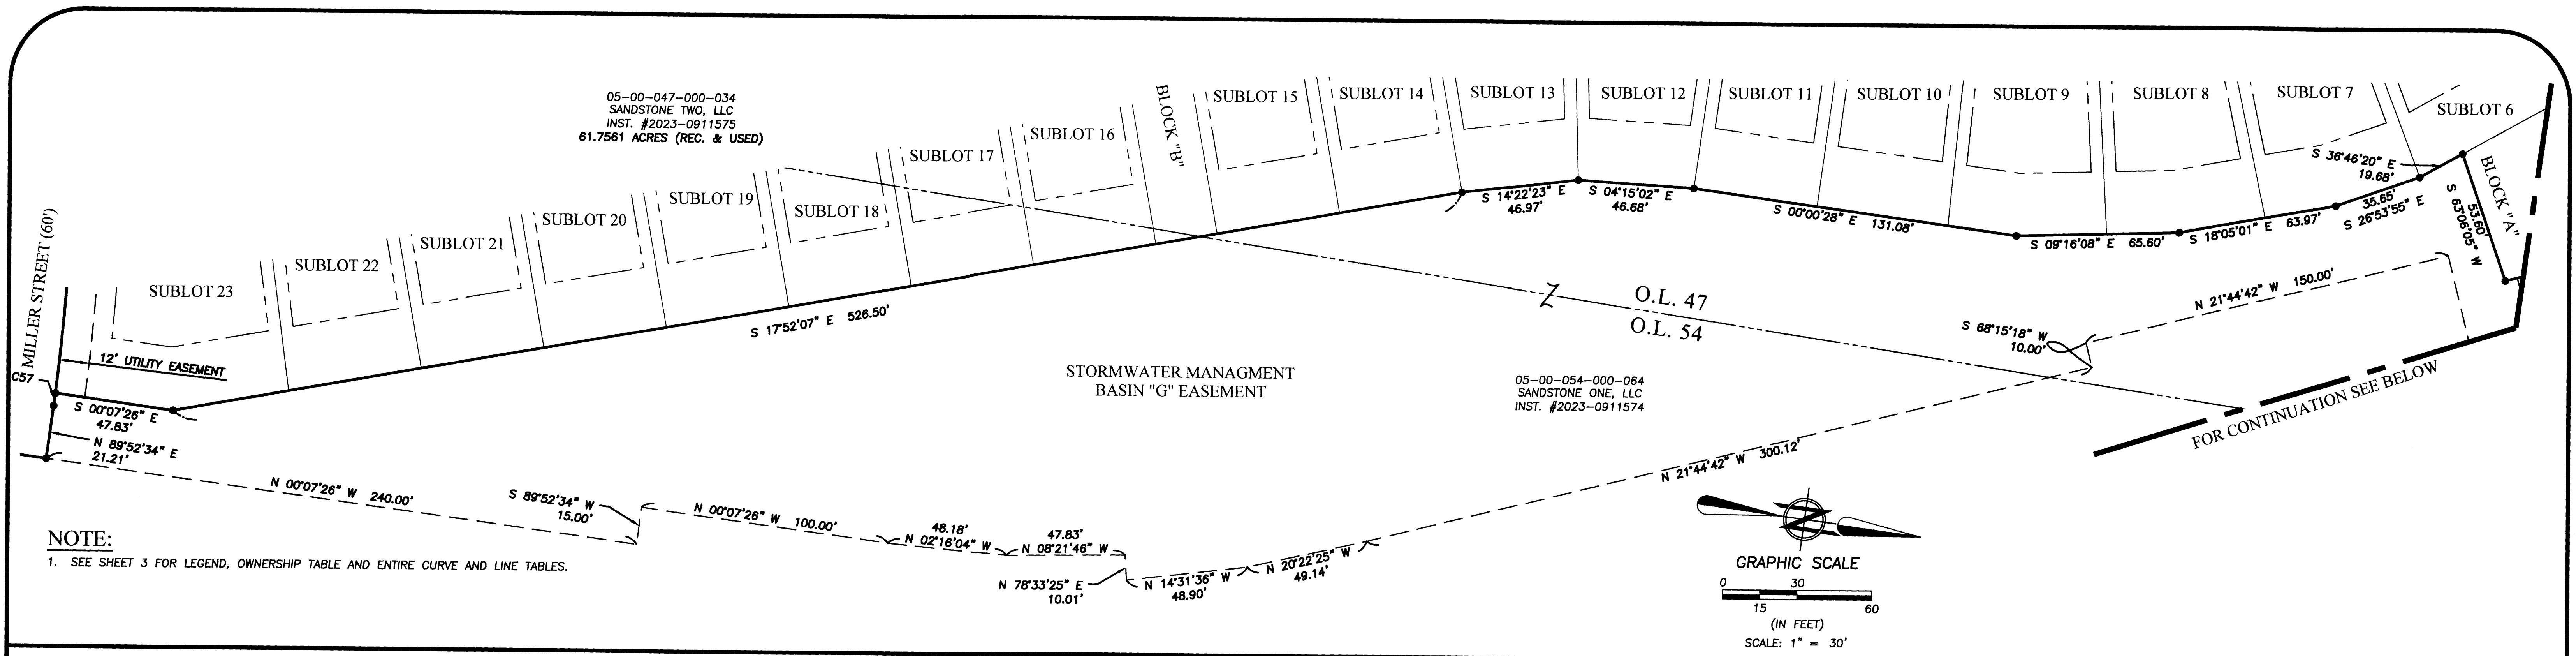 05-00-047-000-034
SANDSTONE TWO, LLC
INST. #2023-0911575
61.7561 ACRES (REC. & USED)
MILLER STREET (60')
12' UTILITY EASEMENT
C57
S 00°07'26" E
47.83'
N 89°52'34" E
21.21'
SUBLOT 23
SUBLOT 22
SUBLOT 21
SUBLOT 20
SUBLOT 19
SUBLOT 18
SUBLOT 17
SUBLOT 16
BLOCK "B"
SUBLOT 15
SUBLOT 14
SUBLOT 13
SUBLOT 12
SUBLOT 11
SUBLOT 10
SUBLOT 9
SUBLOT 8
SUBLOT 7
SUBLOT 6
BLOCK "A"
S 17°52'07" E 526.50'
S 14°22'23" E
46.97'
S 04°15'02" E
46.68'
S 00°00'28" E 131.08'
S 09°16'08" E 65.60'
S 18°05'01" E 63.97'
35.65'
S 26°53'55" E
S 36°46'20" E
19.68'
53.60'
S 63°06'05" W
N 21°44'42" W 150.00'
S 68°15'18" W
10.00'
O.L. 47
O.L. 54
Z
STORMWATER MANAGMENT
BASIN "G" EASEMENT
05-00-054-000-064
SANDSTONE ONE, LLC
INST. #2023-0911574
FOR CONTINUATION SEE BELOW
N 21°44'42" W 300.12'
N 00°07'26" W 240.00'
S 89°52'34" W
15.00'
N 00°07'26" W 100.00'
48.18'
N 02°16'04" W
47.83'
N 08°21'46" W
N 78°33'25" E
10.01'
N 14°31'36" W
48.90'
N 20°22'25" W
49.14'
NOTE:
1. SEE SHEET 3 FOR LEGEND, OWNERSHIP TABLE AND ENTIRE CURVE AND LINE TABLES.
N
GRAPHIC SCALE
0 30
15 60
(IN FEET)
SCALE: 1" = 30'